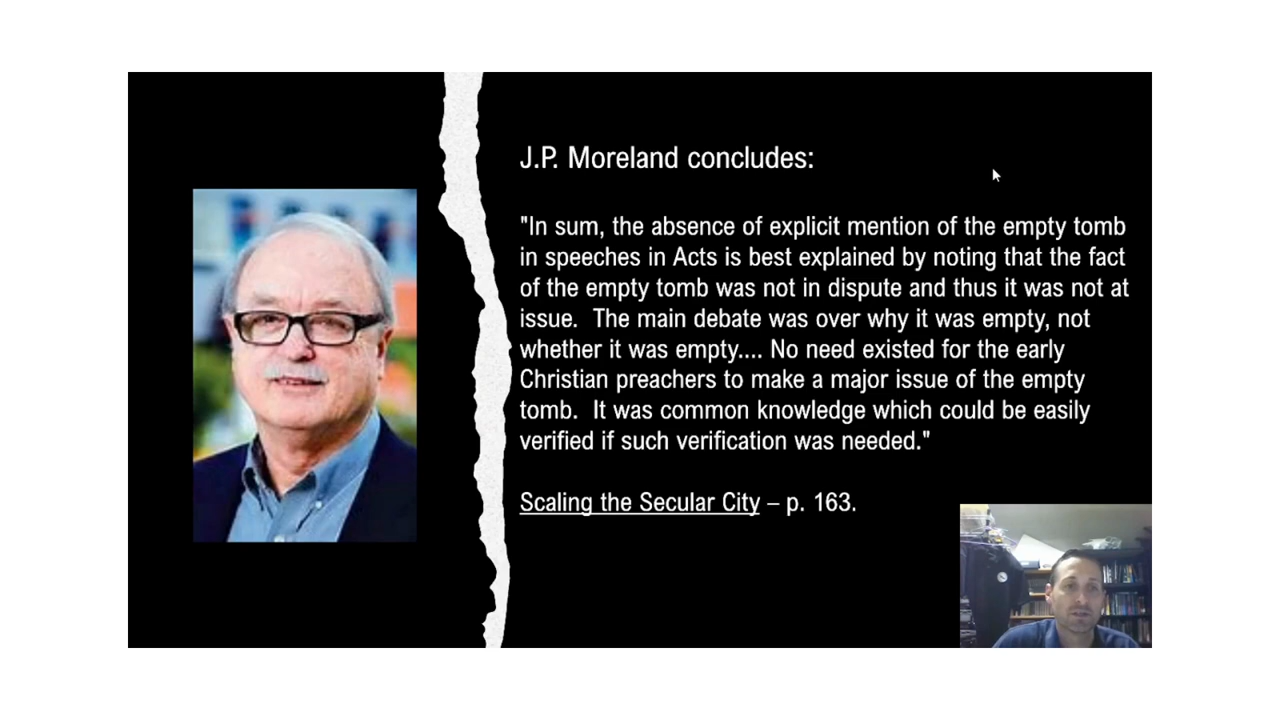 J.P. Moreland concludes:
"In sum, the absence of explicit mention of the empty tomb
in speeches in Acts is best explained by noting that the fact
of the empty tomb was not in dispute and thus it was not at
issue.  The main debate was over why it was empty, not
whether it was empty.... No need existed for the early
Christian preachers to make a major issue of the empty
tomb.  It was common knowledge which could be easily
verified if such verification was needed."
Scaling the Secular City – p. 163.